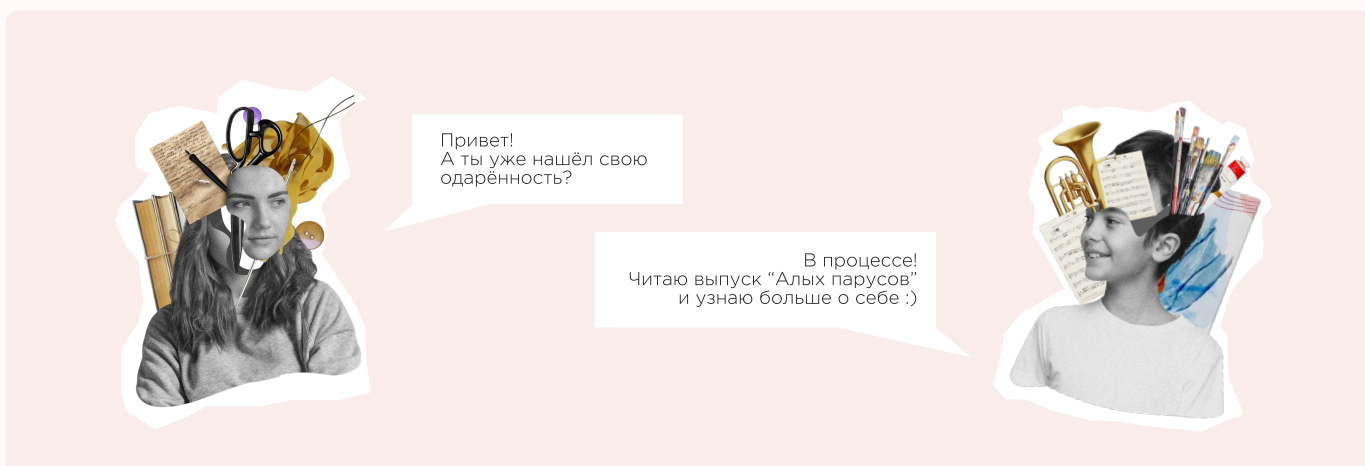 Привет!
А ты уже нашёл свою
одарённость?
В процессе!
Читаю выпуск “Алых парусов”
и узнаю больше о себе :)